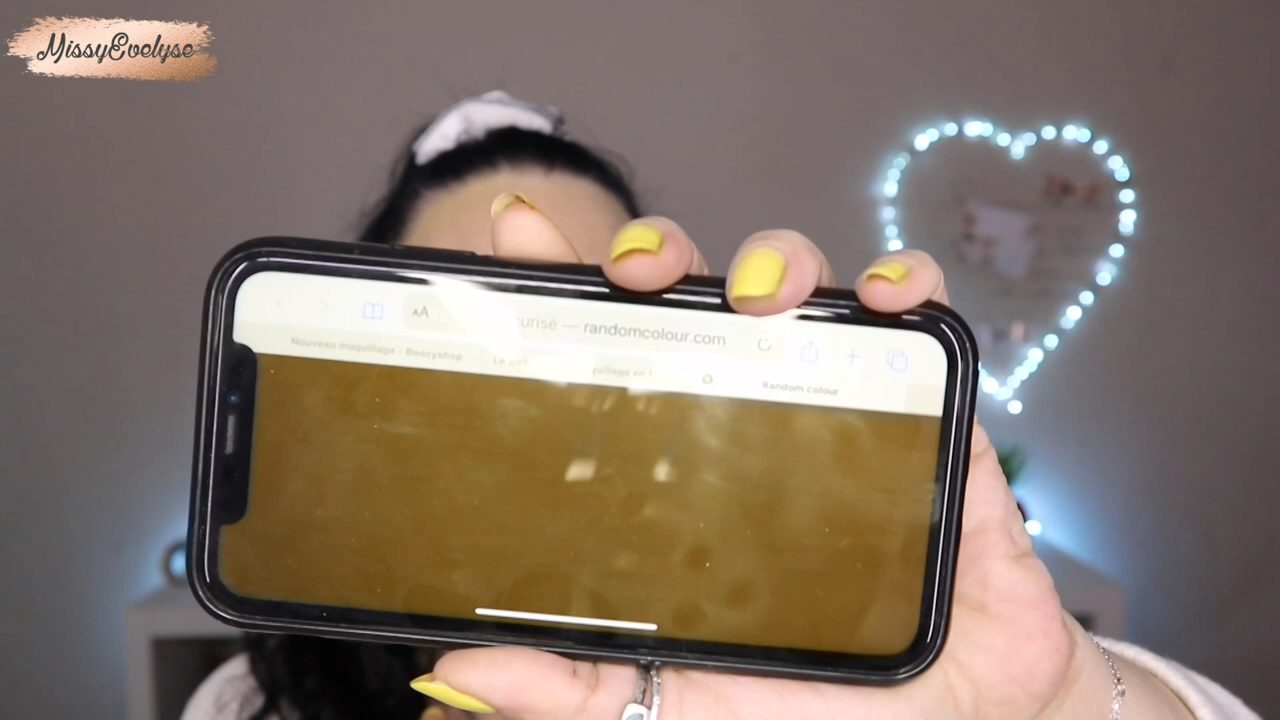 MissyEvelyse
AA
curisé — randomcolour.com
Nouveau maquillage - Boozyshop
Random colour